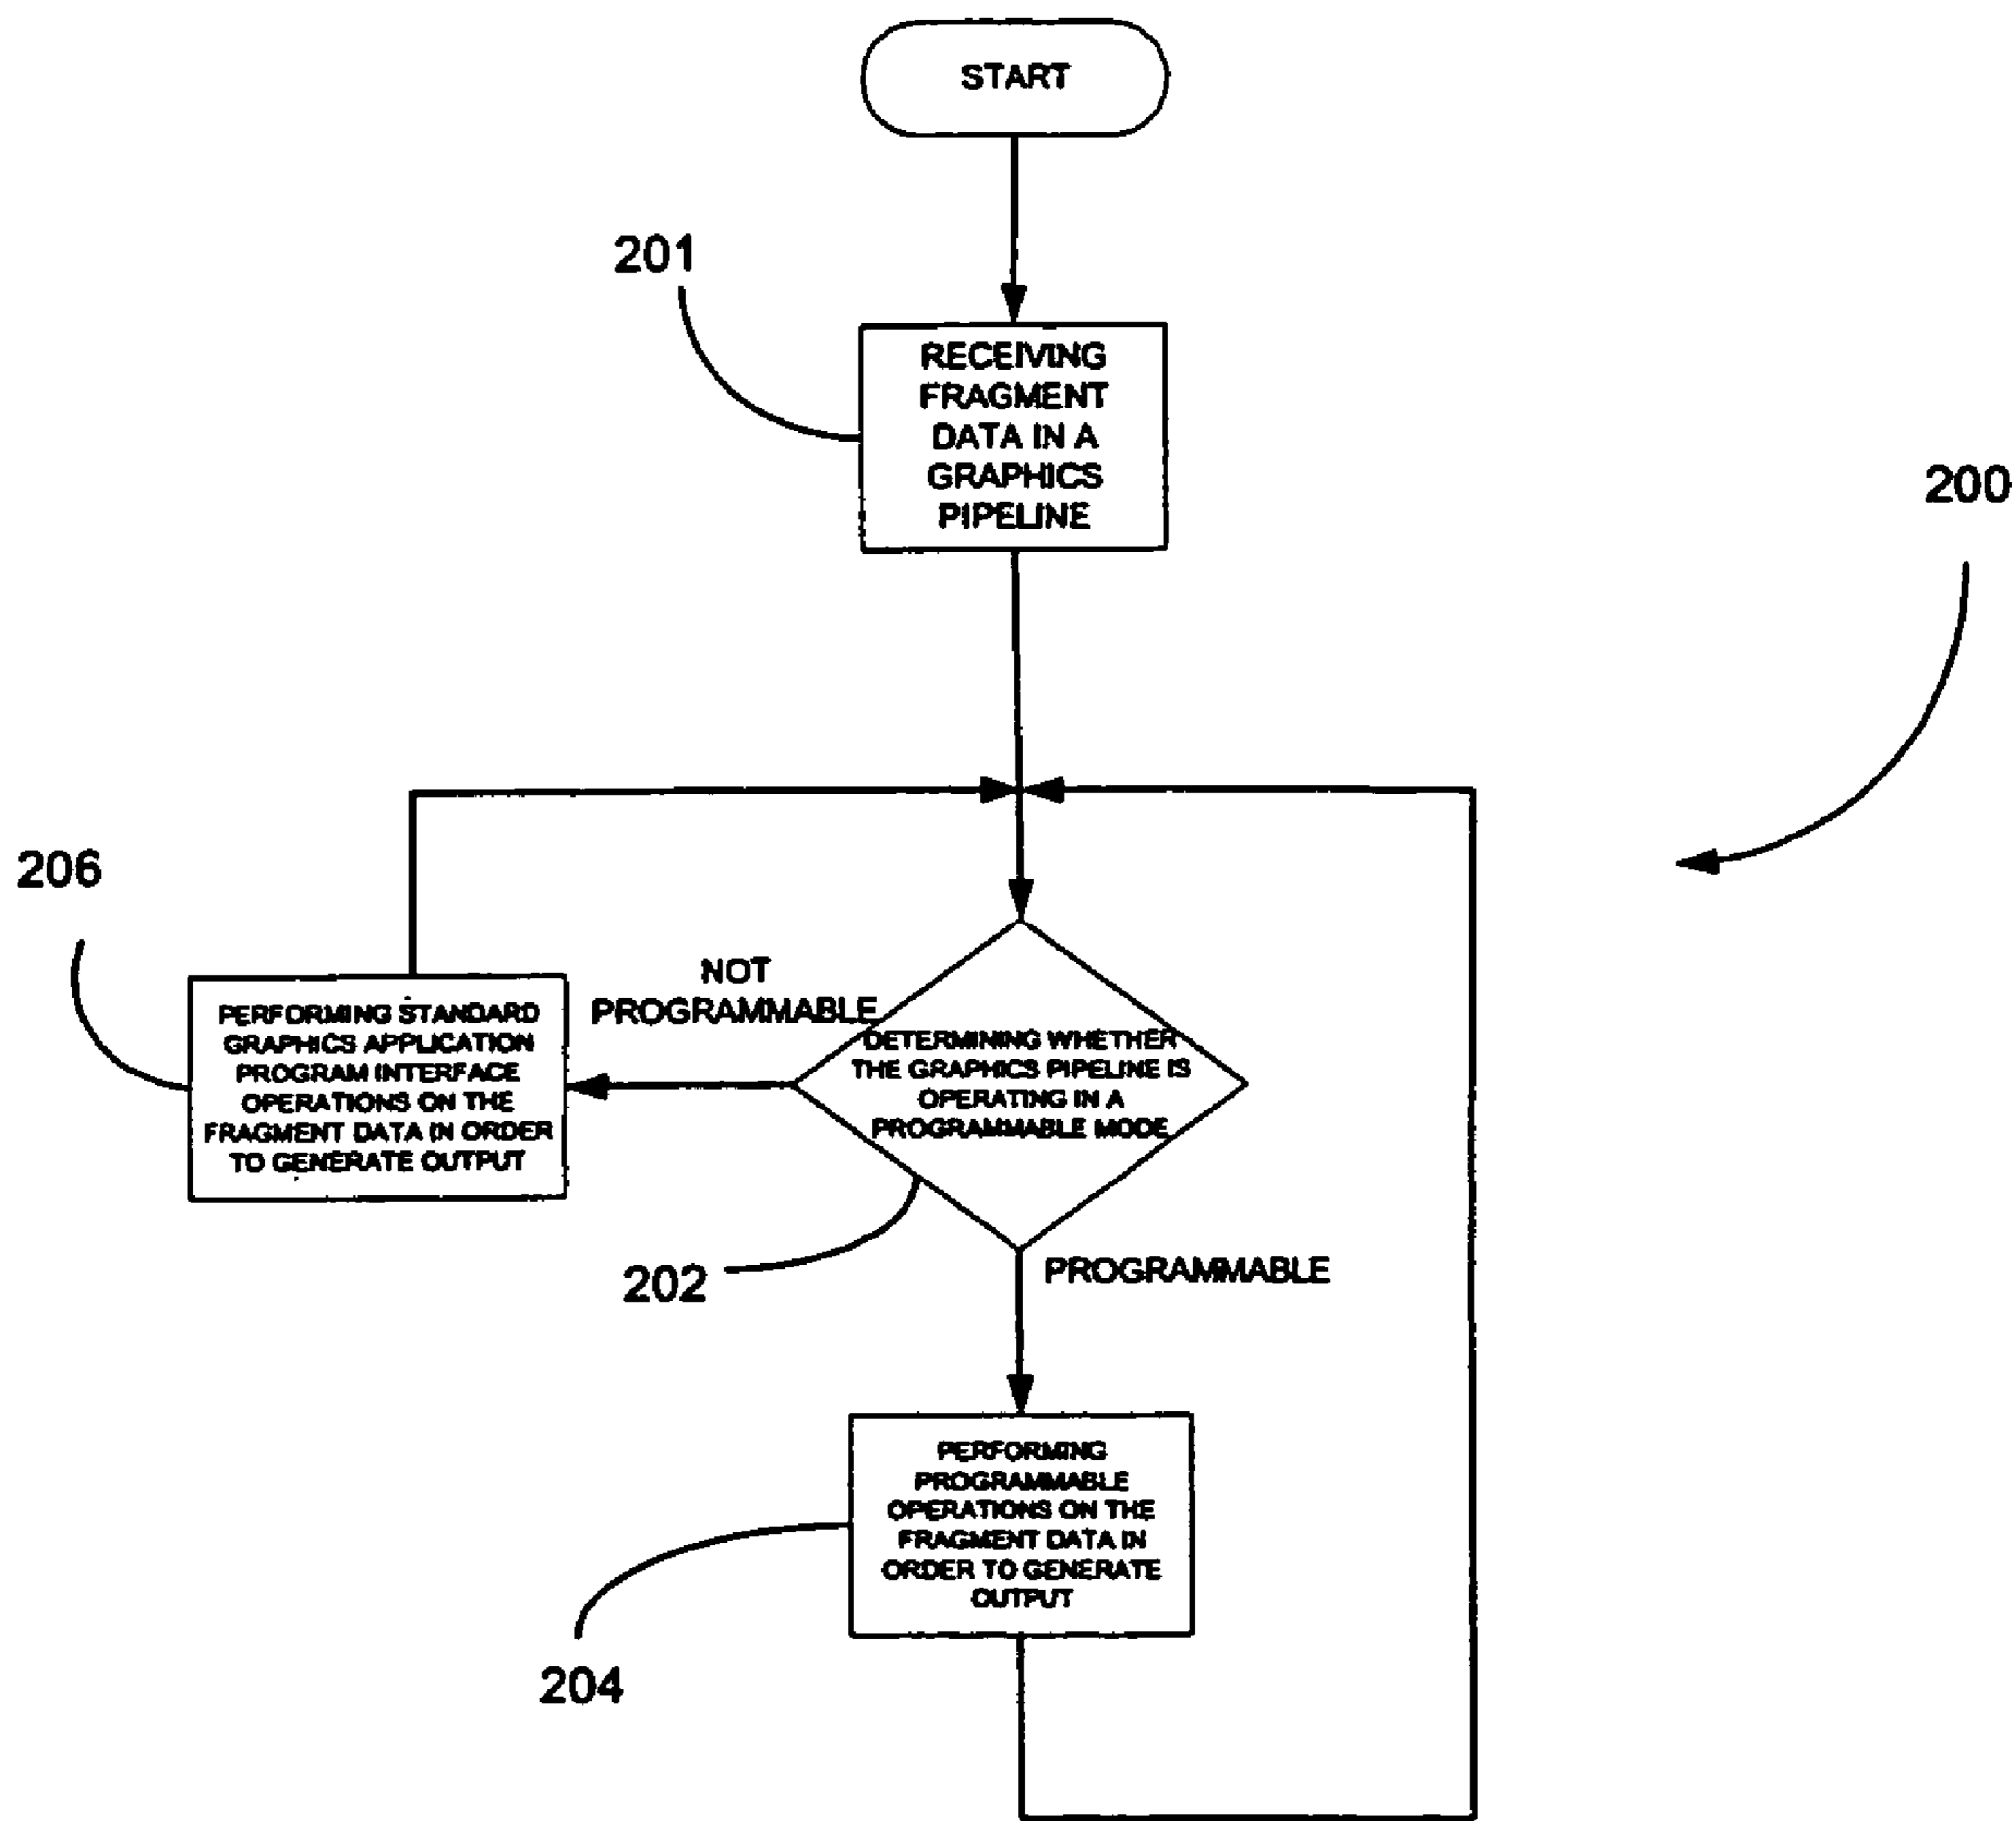 START
201
RECEIVING
FRAGMENT
DATA IN A
GRAPHICS
PIPELINE
200
206
NOT
PROGRAMMABLE
PERFORMING STANDARD
GRAPHICS APPLICATION
PROGRAM INTERFACE
OPERATIONS ON THE
FRAGMENT DATA IN ORDER
TO GENERATE OUTPUT
DETERMINING WHETHER
THE GRAPHICS PIPELINE IS
OPERATING IN A
PROGRAMMABLE MODE
202
PROGRAMMABLE
PERFORMING
PROGRAMMABLE
OPERATIONS ON THE
FRAGMENT DATA IN
ORDER TO GENERATE
OUTPUT
204